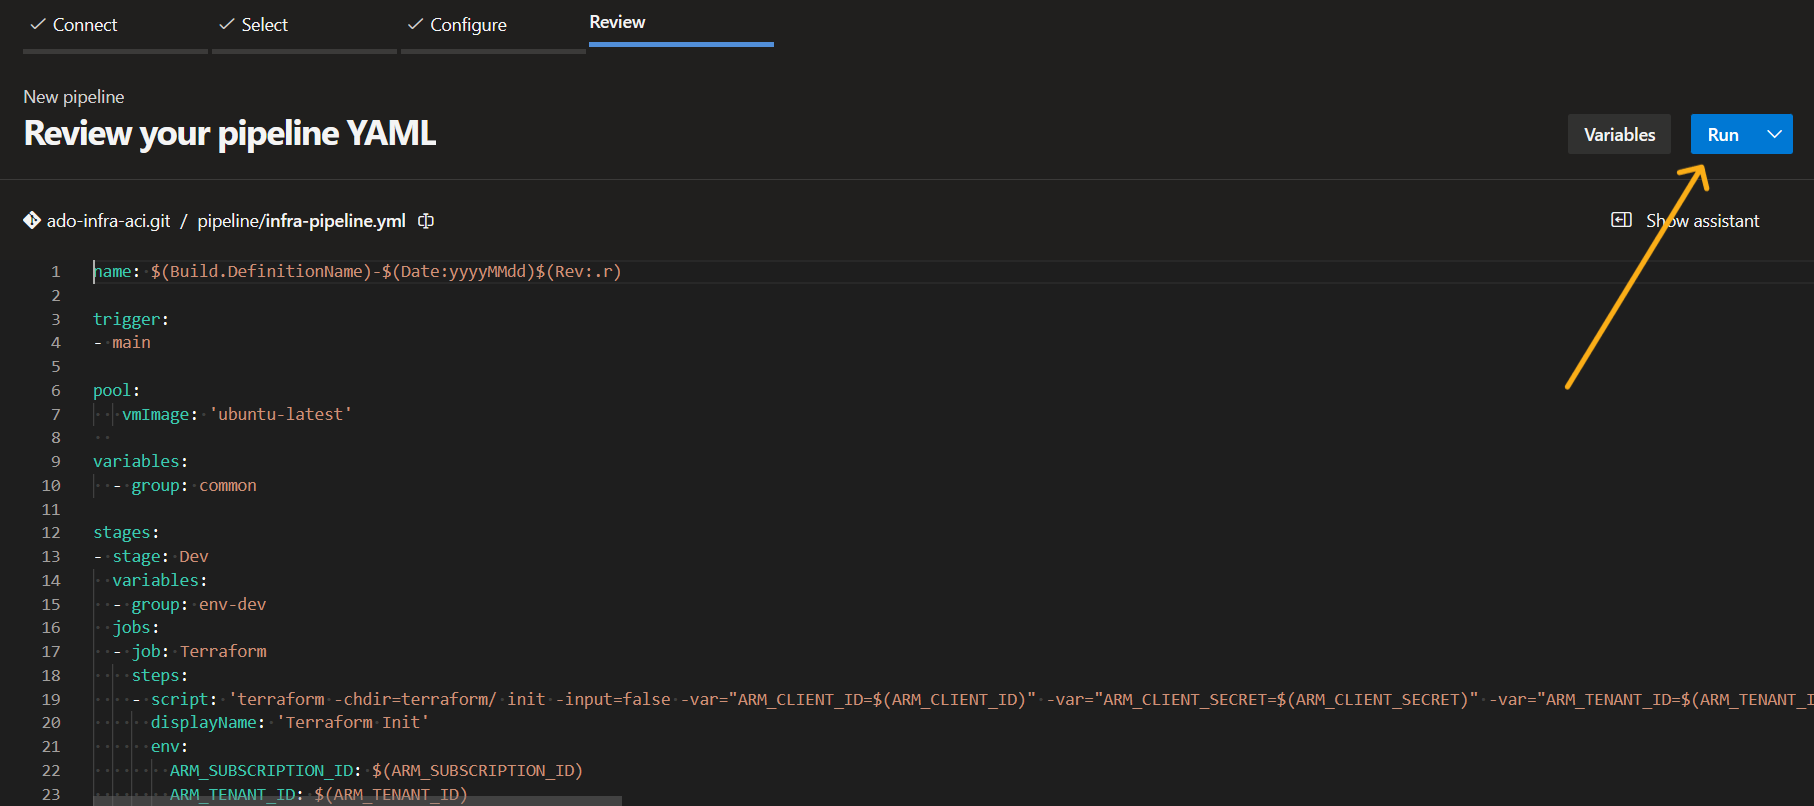 Connect Select Configure Review
New pipeline
Review your pipeline YAML
Variables Run
ado-infra-aci.git / pipeline/infra-pipeline.yml Show assistant
1 name: $(Build.DefinitionName)-$(Date:yyyyMMdd)$(Rev:.r)
2
3 trigger:
4 - main
5
6 pool:
7 vmImage: 'ubuntu-latest'
8
9 variables:
10 - group: common
11
12 stages:
13 - stage: Dev
14 variables:
15 - group: env-dev
16 jobs:
17 - job: Terraform
18 steps:
19 - script: 'terraform -chdir=terraform/ init -input=false -var="ARM_CLIENT_ID=$(ARM_CLIENT_ID)" -var="ARM_CLIENT_SECRET=$(ARM_CLIENT_SECRET)" -var="ARM_TENANT_ID=$(ARM_TENANT_I
20 displayName: 'Terraform Init'
21 env:
22 ARM_SUBSCRIPTION_ID: $(ARM_SUBSCRIPTION_ID)
23 ARM_TENANT_ID: $(ARM_TENANT_ID)